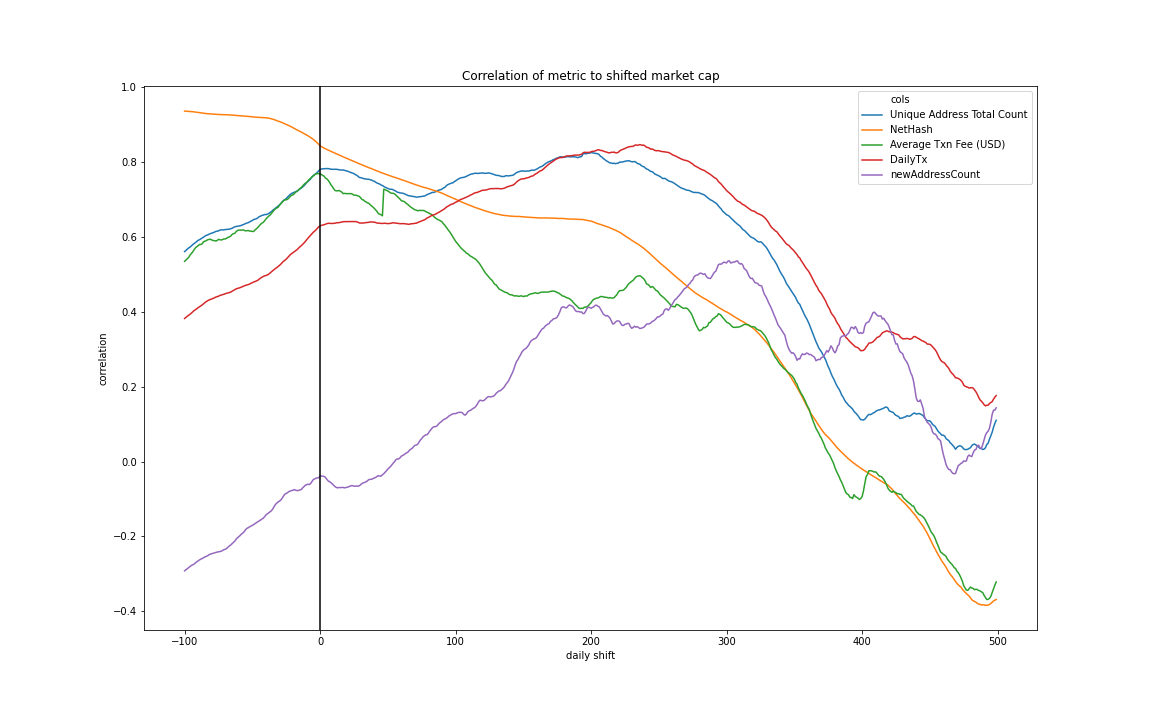 Correlation of metric to shifted market cap
cols
Unique Address Total Count
NetHash
Average Txn Fee (USD)
DailyTx
newAddressCount
1.0
0.8
0.6
0.4
0.2
0.0
−0.2
−0.4
correlation
−100
0
100
200
300
400
500
daily shift